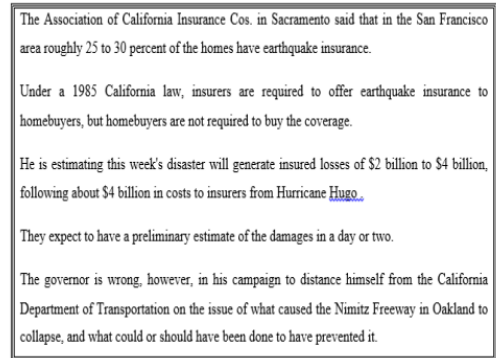 The Association of California Insurance Cos. in Sacramento said that in the San Francisco
area roughly 25 to 30 percent of the homes have earthquake insurance.
Under a 1985 California law, insurers are required to offer earthquake insurance to
homebuyers, but homebuyers are not required to buy the coverage.
He is estimating this week's disaster will generate insured losses of $2 billion to $4 billion,
following about $4 billion in costs to insurers from Hurricane Hugo .
They expect to have a preliminary estimate of the damages in a day or two.
The governor is wrong, however, in his campaign to distance himself from the California
Department of Transportation on the issue of what caused the Nimitz Freeway in Oakland to
collapse, and what could or should have been done to have prevented it.